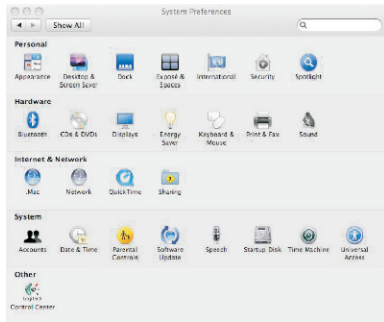 System Preferences
Show All
Personal
Appearance Desktop & Screen Saver Dock Exposé & Spaces International Security Spotlight
Hardware
Bluetooth CDs & DVDs Displays Energy Saver Keyboard & Mouse Print & Fax Sound
Internet & Network
.Mac Network QuickTime Sharing
System
Accounts Date & Time Parental Controls Software Update Speech Startup Disk Time Machine Universal Access
Other
Logitech
Control Center